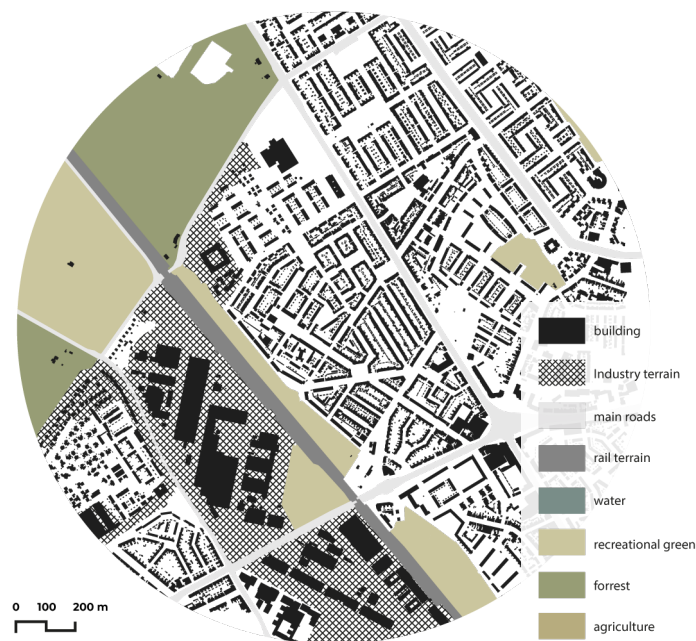 building
Industry terrain
main roads
rail terrain
water
recreational green
forrest
agriculture
0 100 200 m